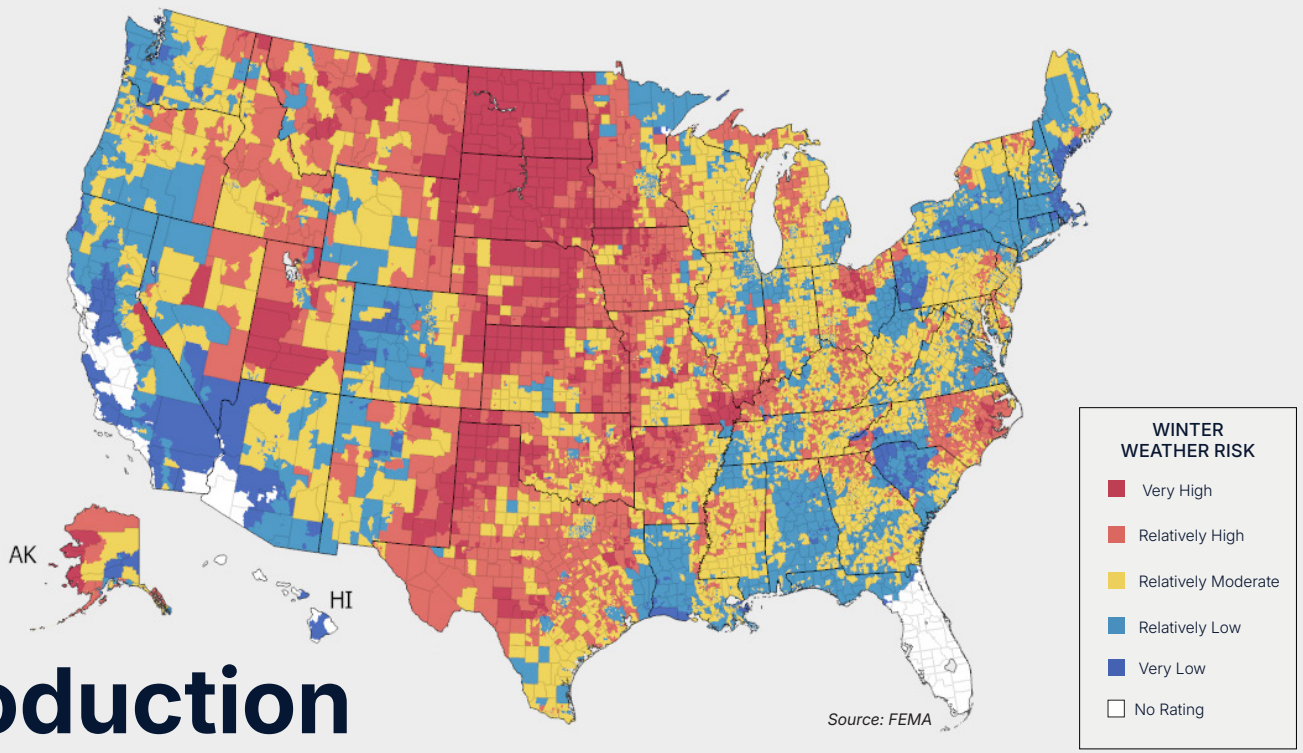 AK
HI
oduction
Source: FEMA
WINTER
WEATHER RISK
Very High
Relatively High
Relatively Moderate
Relatively Low
Very Low
No Rating